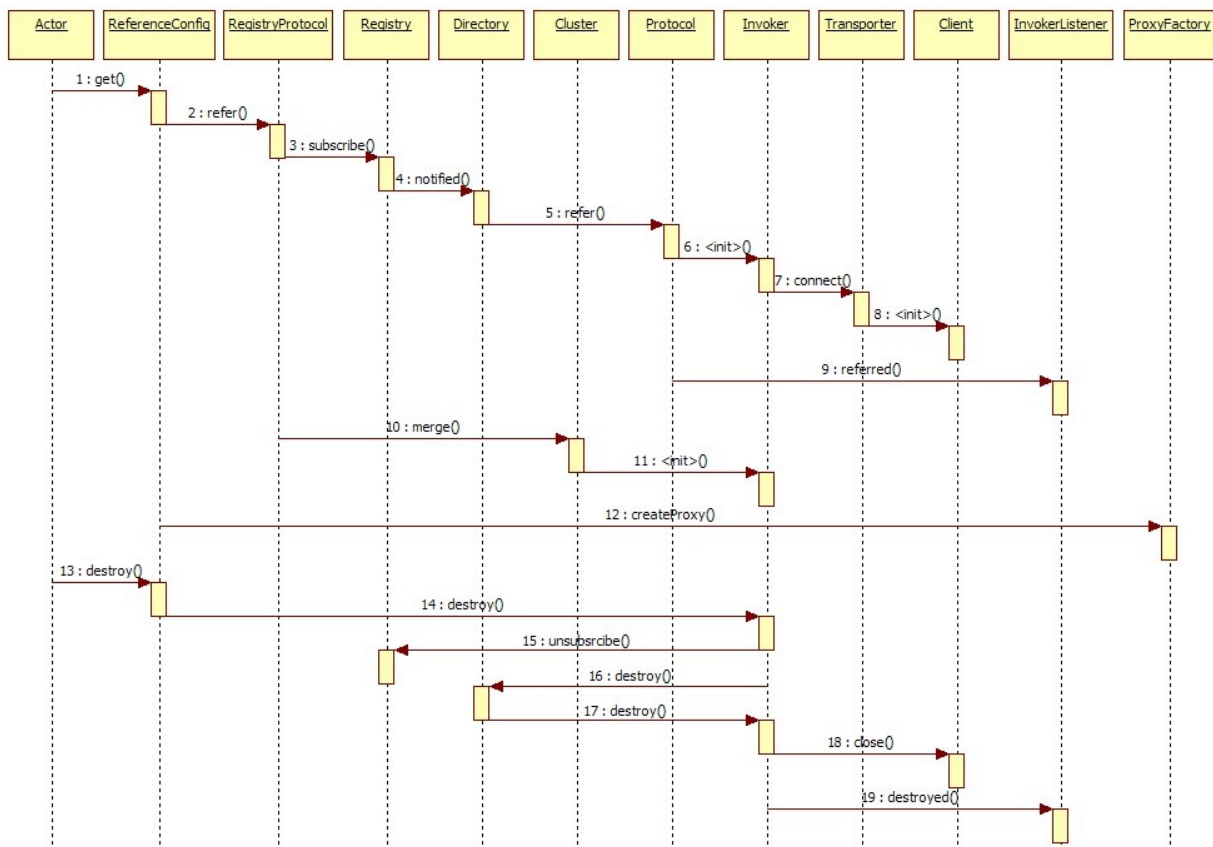 Actor ReferenceConfig RegistryProtocol Registry Directory Cluster Protocol Invoker Transporter Client InvokerListener ProxyFactory
1 : get()
2 : refer()
3 : subscribe()
4 : notified()
5 : refer()
6 : <init>()
7 : connect()
8 : <init>()
9 : referred()
10 : merge()
11 : <init>()
12 : createProxy()
13 : destroy()
14 : destroy()
15 : unsubsrcibe()
16 : destroy()
17 : destroy()
18 : close()
19 : destroyed()